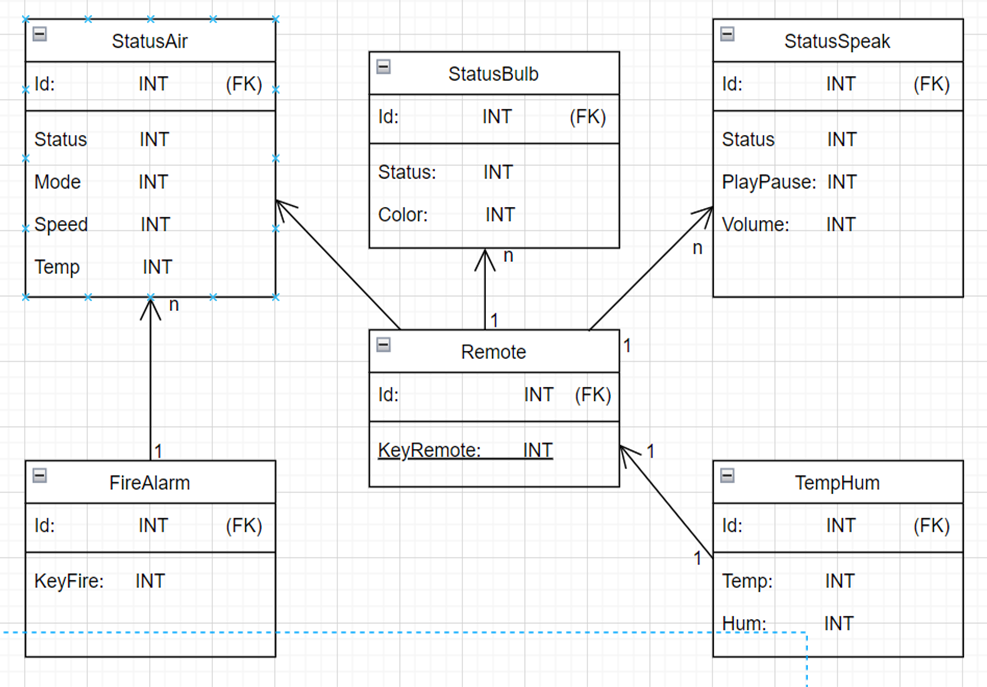 StatusAir
Id: INT (FK)
Status INT
Mode INT
Speed INT
Temp INT
StatusBulb
Id: INT (FK)
Status: INT
Color: INT
StatusSpeak
Id: INT (FK)
Status INT
PlayPause: INT
Volume: INT
n
n
n
1
1
Remote
Id: INT (FK)
KeyRemote: INT
1
1
1
FireAlarm
Id: INT (FK)
KeyFire: INT
TempHum
Id: INT (FK)
Temp: INT
Hum: INT